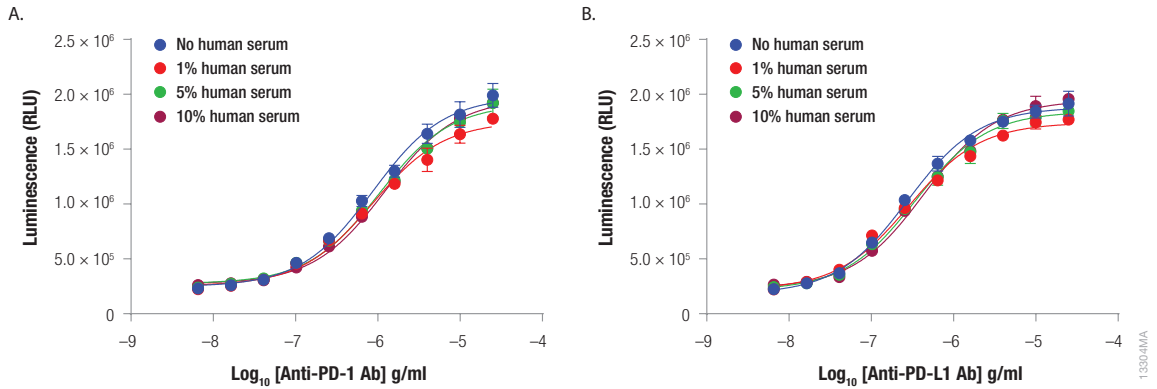 A.
2.5 × 10⁶
2.0 × 10⁶
1.5 × 10⁶
1.0 × 10⁶
5.0 × 10⁵
0
Luminescence (RLU)
No human serum
1% human serum
5% human serum
10% human serum
–9
–8
–7
–6
–5
–4
Log₁₀ [Anti-PD-1 Ab] g/ml
B.
2.5 × 10⁶
2.0 × 10⁶
1.5 × 10⁶
1.0 × 10⁶
5.0 × 10⁵
0
Luminescence (RLU)
No human serum
1% human serum
5% human serum
10% human serum
–9
–8
–7
–6
–5
–4
Log₁₀ [Anti-PD-L1 Ab] g/ml
13304MA